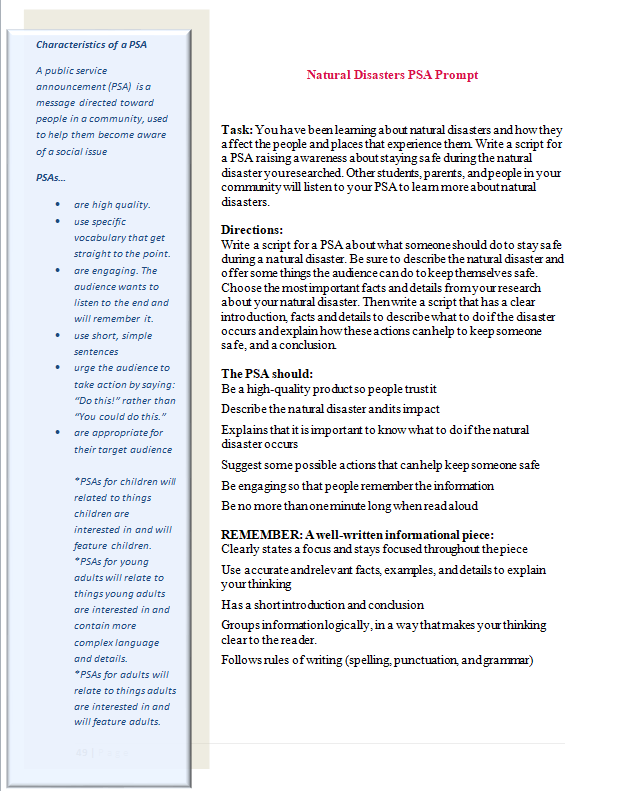 Characteristics of a PSA
A public service
announcement (PSA) is a
message directed toward
people in a community, used
to help them become aware
of a social issue
PSAs...
• are high quality.
• use specific
vocabulary that get
straight to the point.
• are engaging. The
audience wants to
listen to the end and
will remember it.
• use short, simple
sentences
• urge the audience to
take action by saying:
"Do this!" rather than
"You could do this."
• are appropriate for
their target audience
*PSAs for children will
related to things
children are
interested in and will
feature children.
*PSAs for young
adults will relate to
things young adults
are interested in and
contain more
complex language
and details.
*PSAs for adults will
relate to things adults
are interested in and
will feature adults.
Natural Disasters PSA Prompt
Task: You have been learning about natural disasters and how they
affect the people and places that experience them. Write a script for
a PSA raising awareness about staying safe during the natural
disaster you researched. Other students, parents, and people in your
community will listen to your PSA to learn more about natural
disasters.
Directions:
Write a script for a PSA about what someone should do to stay safe
during a natural disaster. Be sure to describe the natural disaster and
offer some things the audience can do to keep themselves safe.
Choose the most important facts and details from your research
about your natural disaster. Then write a script that has a clear
introduction, facts and details to describe what to do if the disaster
occurs and explain how these actions can help to keep someone
safe, and a conclusion.
The PSA should:
Be a high-quality product so people trust it
Describe the natural disaster and its impact
Explains that it is important to know what to do if the natural
disaster occurs
Suggest some possible actions that can help keep someone safe
Be engaging so that people remember the information
Be no more than one minute long when read aloud
REMEMBER: A well-written informational piece:
Clearly states a focus and stays focused throughout the piece
Use accurate and relevant facts, examples, and details to explain
your thinking
Has a short introduction and conclusion
Groups information logically, in a way that makes your thinking
clear to the reader.
Follows rules of writing (spelling, punctuation, and grammar)